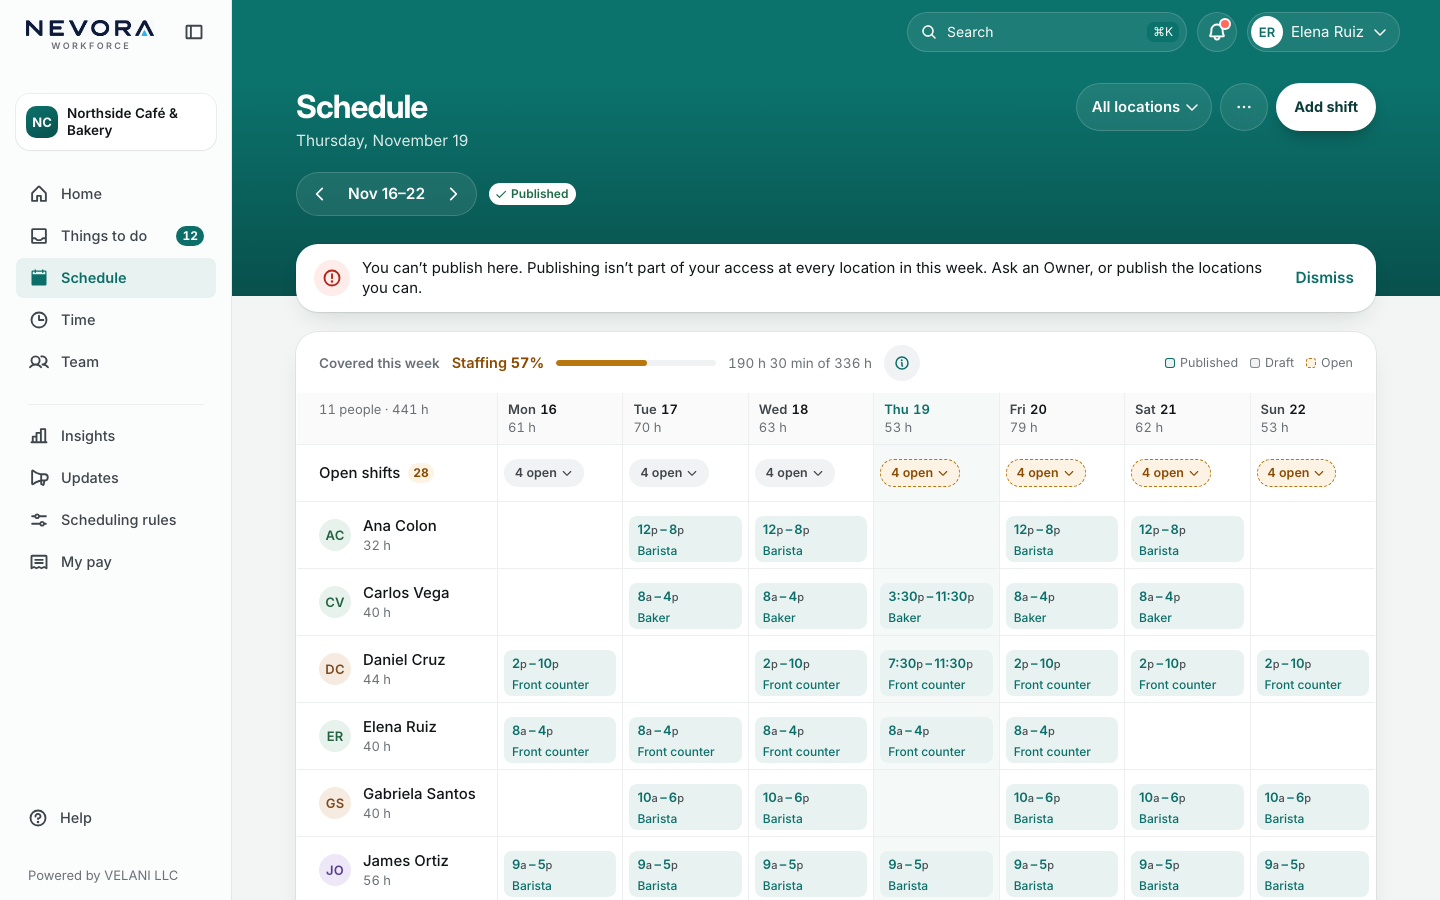 NEVORA
WORKFORCE
Search
⌘K
ER
Elena Ruiz
NC
Northside Café &
Bakery
Home
Things to do
12
Schedule
Time
Team
Insights
Updates
Scheduling rules
My pay
Help
Powered by VELANI LLC
Schedule
Thursday, November 19
All locations
Add shift
Nov 16–22
Published
You can’t publish here. Publishing isn’t part of your access at every location in this week. Ask an Owner, or publish the locations
you can.
Dismiss
Covered this week
Staffing 57%
190 h 30 min of 336 h
Published
Draft
Open
11 people · 441 h
Mon 16
61 h
Tue 17
70 h
Wed 18
63 h
Thu 19
53 h
Fri 20
79 h
Sat 21
62 h
Sun 22
53 h
Open shifts 28
4 open
4 open
4 open
4 open
4 open
4 open
4 open
AC
Ana Colon
32 h
12p–8p
Barista
12p–8p
Barista
12p–8p
Barista
12p–8p
Barista
CV
Carlos Vega
40 h
8a–4p
Baker
8a–4p
Baker
3:30p–11:30p
Baker
8a–4p
Baker
8a–4p
Baker
DC
Daniel Cruz
44 h
2p–10p
Front counter
2p–10p
Front counter
7:30p–11:30p
Front counter
2p–10p
Front counter
2p–10p
Front counter
2p–10p
Front counter
ER
Elena Ruiz
40 h
8a–4p
Front counter
8a–4p
Front counter
8a–4p
Front counter
8a–4p
Front counter
8a–4p
Front counter
GS
Gabriela Santos
40 h
10a–6p
Barista
10a–6p
Barista
10a–6p
Barista
10a–6p
Barista
10a–6p
Barista
JO
James Ortiz
56 h
9a–5p
Barista
9a–5p
Barista
9a–5p
Barista
9a–5p
Barista
9a–5p
Barista
9a–5p
Barista
9a–5p
Barista